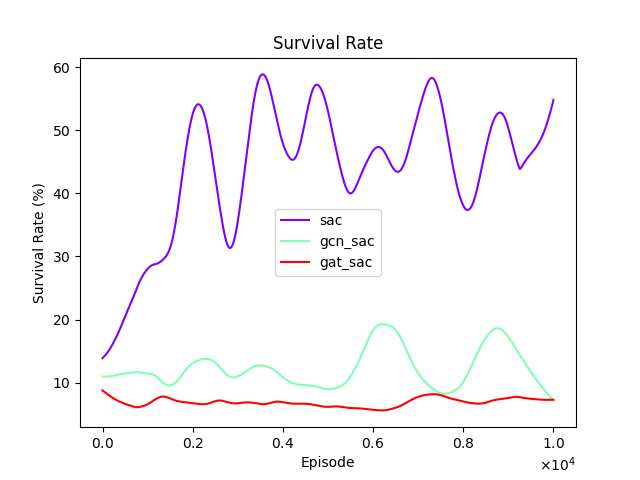 Survival Rate
Survival Rate (%)
60
50
40
30
20
10
sac
gcn_sac
gat_sac
0.0 0.2 0.4 0.6 0.8 1.0
Episode
×10⁴